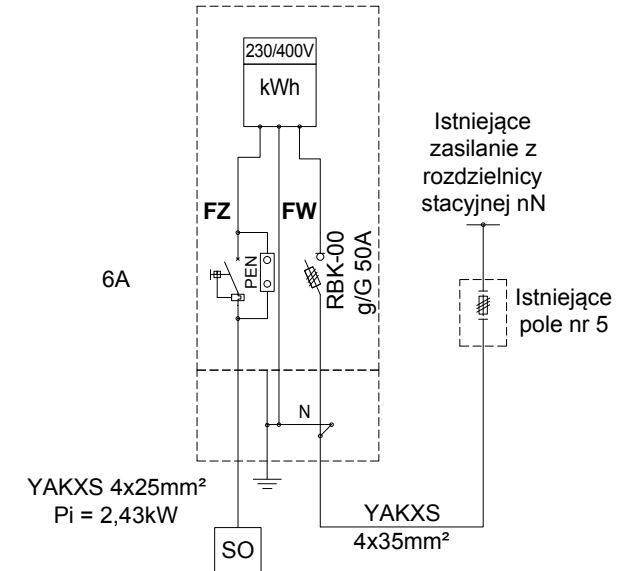 230/400V
kWh
Istniejące
zasilanie z
rozdzielnicy
stacyjnej nN
FZ
FW
PEN
RBK-00
g/G 50A
6A
Istniejące
pole nr 5
N
YAKXS 4x25mm²
Pi = 2,43kW
YAKXS
4x35mm²
SO